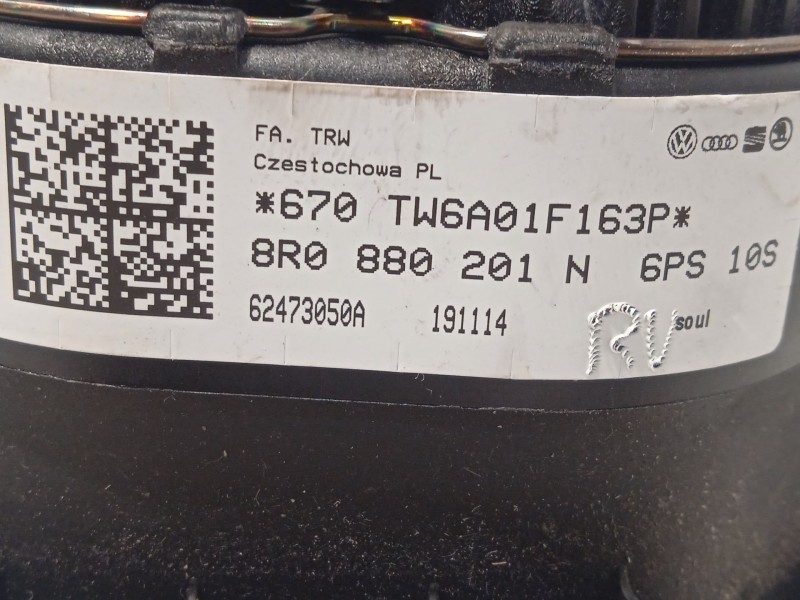 FA. TRW
Czestochowa PL
*670 TW6A01F163P*
8R0 880 201 N 6PS 10S
62473050A 191114
RV soul